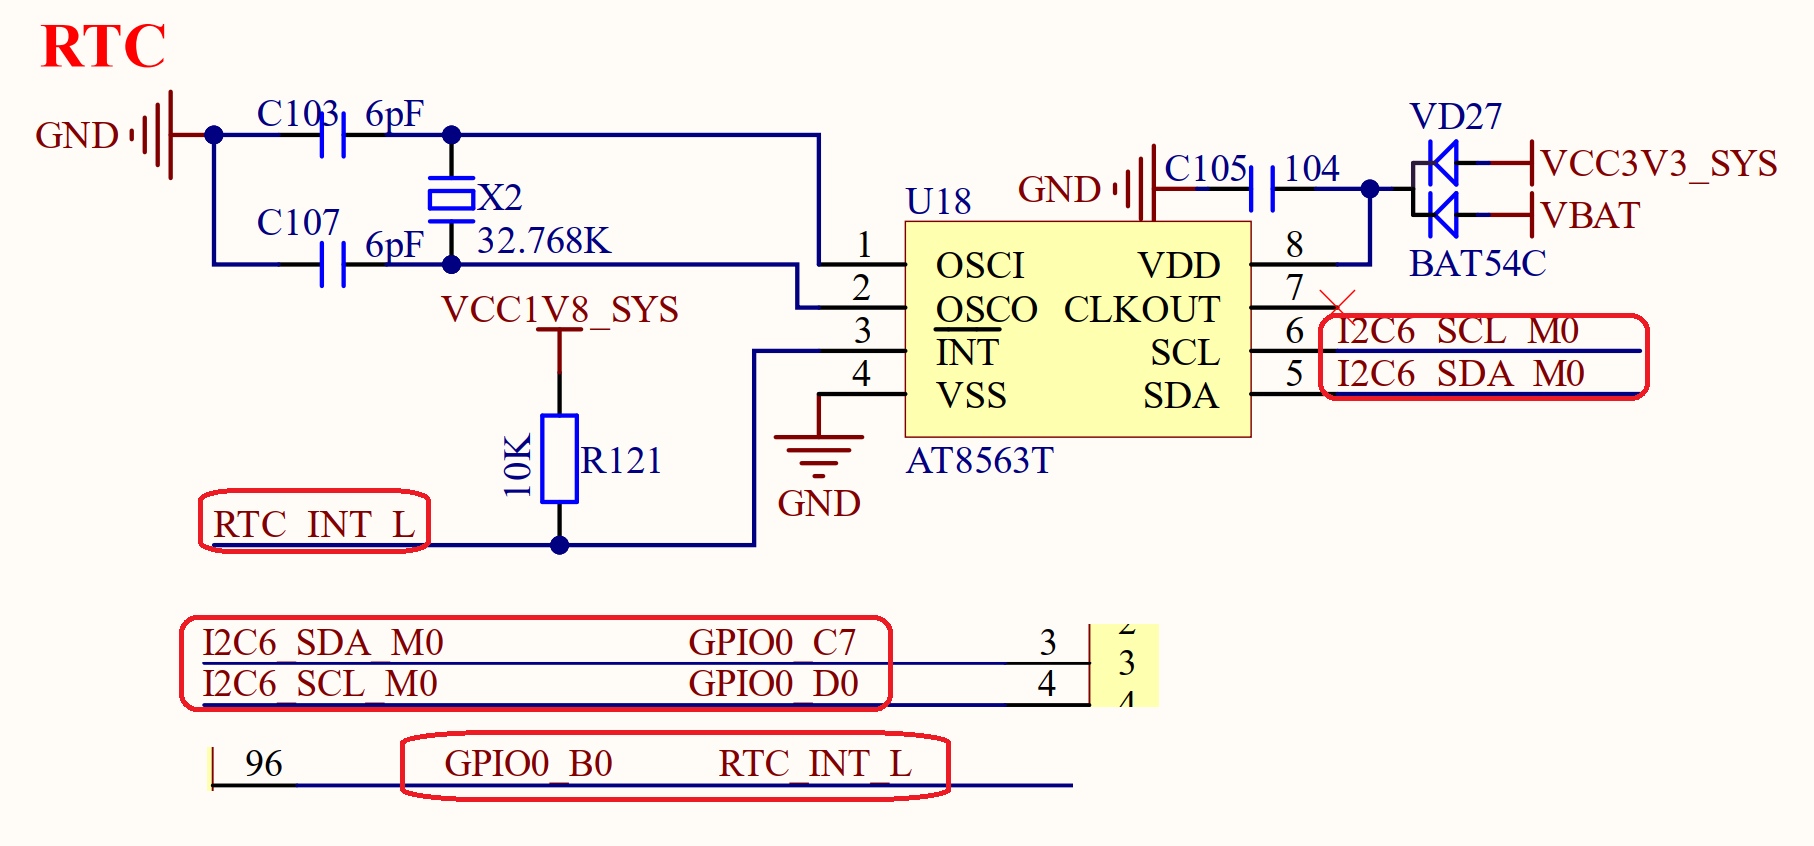 RTC
GND
C103 6pF
C107 6pF
X2
32.768K
VCC1V8_SYS
10K
R121
RTC_INT_L
U18
1 OSCI
2 OSCO
3 INT
4 VSS
VDD 8
CLKOUT 7
SCL 6
SDA 5
AT8563T
GND
GND
C105 104
VD27
VCC3V3_SYS
VBAT
BAT54C
I2C6_SCL_M0
I2C6_SDA_M0
I2C6_SDA_M0 GPIO0_C7 3 3
I2C6_SCL_M0 GPIO0_D0 4 4
96 GPIO0_B0 RTC_INT_L